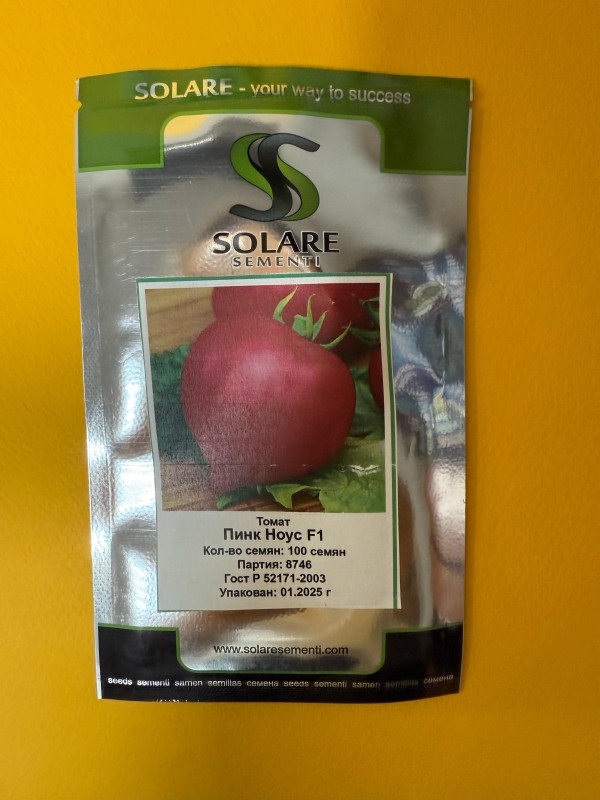 SOLARE - your way to success
SOLARE
SEMENTI
Томат
Пинк Ноус F1
Кол-во семян: 100 семян
Партия: 8746
Гост Р 52171-2003
Упакован: 01.2025 г
www.solaresementi.com
seeds sementi samen semillas семена seeds sementi samen semillas семена